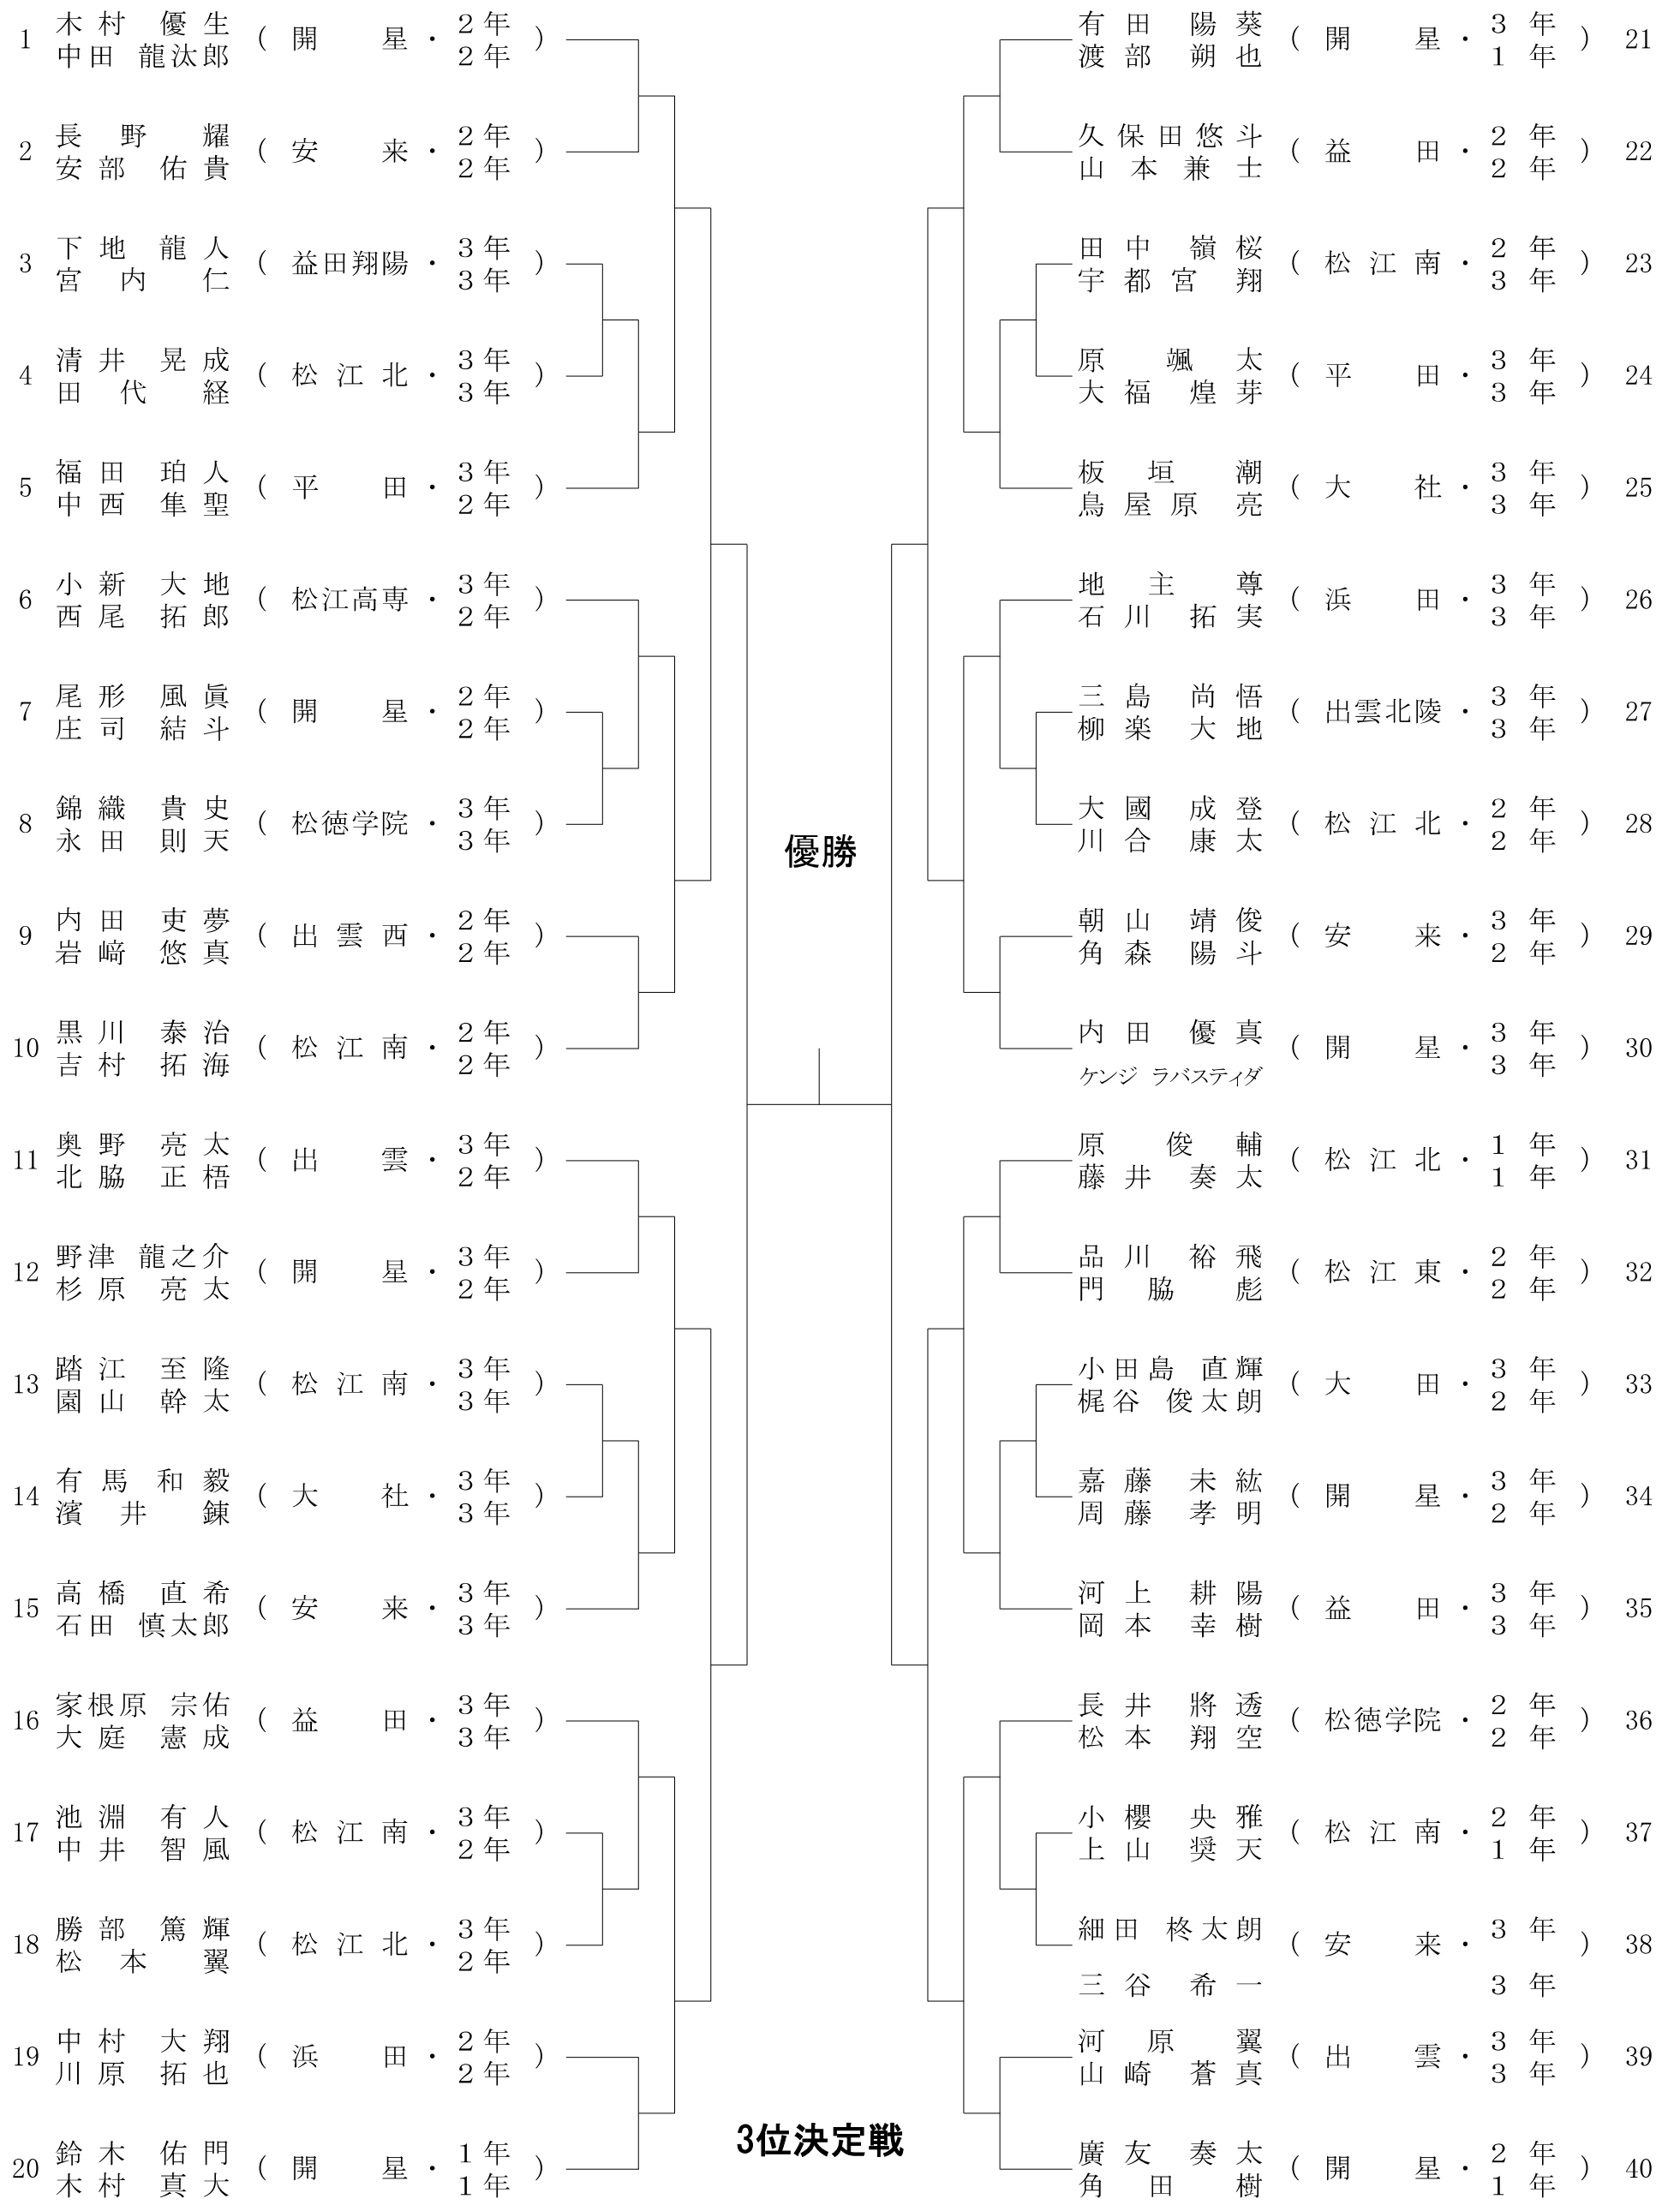 1 木村 優生 ( 開星・2年 )
中田 龍汰郎 2年
2 長野 耀 ( 安来・2年 )
安部 佑貴 2年
3 下地 龍人 ( 益田翔陽・3年 )
宮内 仁 3年
4 清井 晃成 ( 松江北・3年 )
田代 経 3年
5 福田 珀人 ( 平田・3年 )
中西 隼聖 2年
6 小新 大地 ( 松江高専・3年 )
西尾 拓郎 2年
7 尾形 風眞 ( 開星・2年 )
庄司 結斗 2年
8 錦織 貴史 ( 松徳学院・3年 )
永田 則天 3年
9 内田 吏夢 ( 出雲西・2年 )
岩﨑 悠真 2年
10 黒川 泰治 ( 松江南・2年 )
吉村 拓海 2年
11 奥野 亮太 ( 出雲・3年 )
北脇 正梧 2年
12 野津 龍之介 ( 開星・3年 )
杉原 亮太 2年
13 踏江 至隆 ( 松江南・3年 )
園山 幹太 3年
14 有馬 和毅 ( 大社・3年 )
濱井 錬 3年
15 高橋 直希 ( 安来・3年 )
石田 慎太郎 3年
16 家根原 宗佑 ( 益田・3年 )
大庭 憲成 3年
17 池淵 有人 ( 松江南・3年 )
中井 智風 2年
18 勝部 篤輝 ( 松江北・3年 )
松本 翼 2年
19 中村 大翔 ( 浜田・2年 )
川原 拓也 2年
20 鈴木 佑門 ( 開星・1年 )
木村 真大 1年
優勝
3位決定戦
有田 陽葵 ( 開星・3年 ) 21
渡部 朔也 1年
久保田悠斗 ( 益田・2年 ) 22
山本兼士 2年
田中 嶺桜 ( 松江南・2年 ) 23
宇都宮 翔 3年
原 颯太 ( 平田・3年 ) 24
大福 煌芽 3年
板垣 潮 ( 大社・3年 ) 25
鳥屋原 亮 3年
地主 尊 ( 浜田・3年 ) 26
石川 拓実 3年
三島 尚悟 ( 出雲北陵・3年 ) 27
柳楽 大地 3年
大國 成登 ( 松江北・2年 ) 28
川合 康太 2年
朝山 靖俊 ( 安来・3年 ) 29
角森 陽斗 2年
内田 優真 ( 開星・3年 ) 30
ケンジ ラバスティダ 3年
原 俊輔 ( 松江北・1年 ) 31
藤井 奏太 1年
品川 裕飛 ( 松江東・2年 ) 32
門脇 彪 2年
小田島 直輝 ( 大田・3年 ) 33
梶谷 俊太朗 2年
嘉藤 未紘 ( 開星・3年 ) 34
周藤 孝明 2年
河上 耕陽 ( 益田・3年 ) 35
岡本 幸樹 3年
長井 將透 ( 松徳学院・2年 ) 36
松本 翔空 2年
小櫻 央雅 ( 松江南・2年 ) 37
上山 奨天 1年
細田 柊太朗 ( 安来・3年 ) 38
三谷 希一 3年
河原 翼 ( 出雲・3年 ) 39
山崎 蒼真 3年
廣友 奏太 ( 開星・2年 ) 40
角田 樹 1年